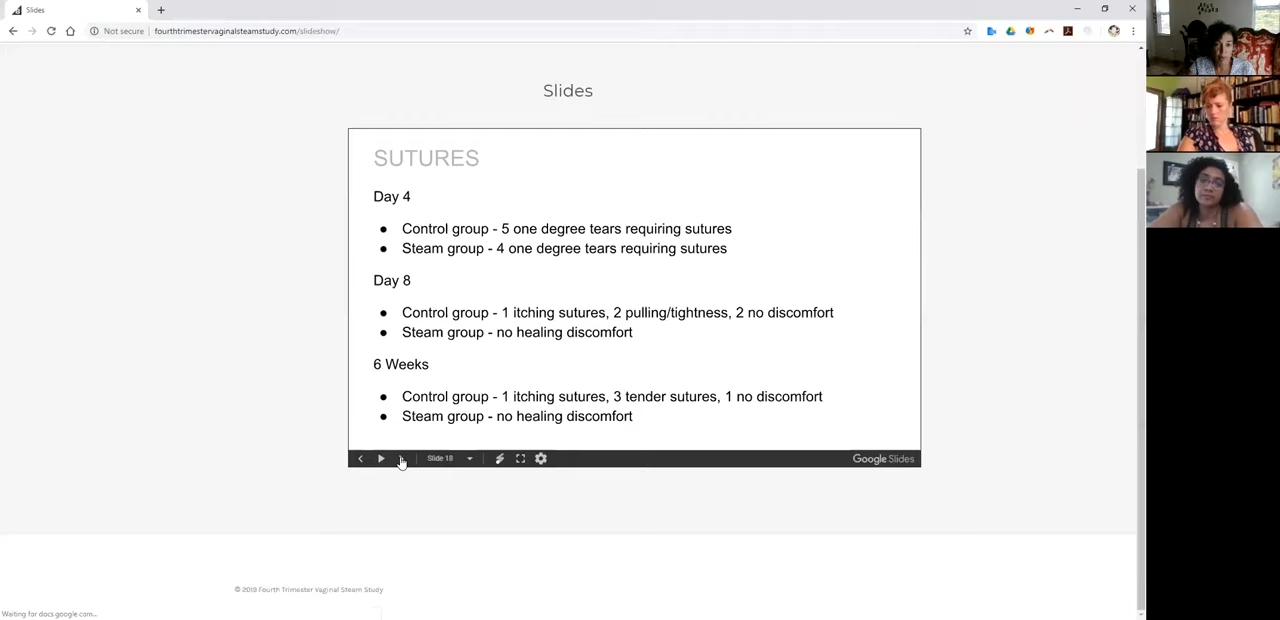 Slides
Not secure | fourthtrimestervaginalsteamstudy.com/slideshow/
Slides
SUTURES
Day 4
● Control group - 5 one degree tears requiring sutures
● Steam group - 4 one degree tears requiring sutures
Day 8
● Control group - 1 itching sutures, 2 pulling/tightness, 2 no discomfort
● Steam group - no healing discomfort
6 Weeks
● Control group - 1 itching sutures, 3 tender sutures, 1 no discomfort
● Steam group - no healing discomfort
Slide 18
Google Slides
© 2019 Fourth Trimester Vaginal Steam Study
Waiting for docs.google.com...